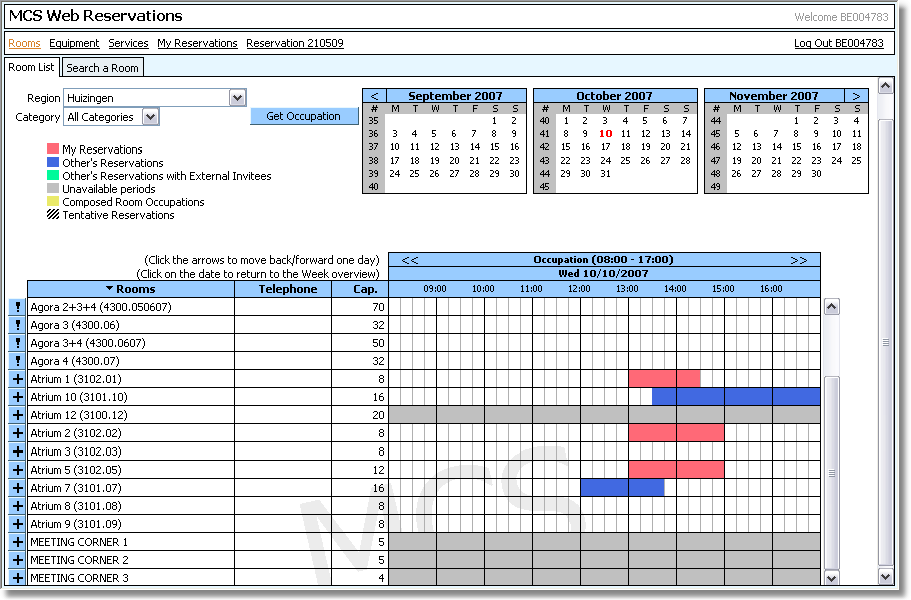 MCS Web Reservations
Welcome BE004783
Rooms Equipment Services My Reservations Reservation 210509 Log Out BE004783
Room List Search a Room
Region Huizingen
Category All Categories Get Occupation
My Reservations
Other's Reservations
Other's Reservations with External Invitees
Unavailable periods
Composed Room Occupations
Tentative Reservations
< September 2007
# M T W T F S S
35 1 2
36 3 4 5 6 7 8 9
37 10 11 12 13 14 15 16
38 17 18 19 20 21 22 23
39 24 25 26 27 28 29 30
40
October 2007
# M T W T F S S
40 1 2 3 4 5 6 7
41 8 9 10 11 12 13 14
42 15 16 17 18 19 20 21
43 22 23 24 25 26 27 28
44 29 30 31
45
November 2007 >
# M T W T F S S
44 1 2 3 4
45 5 6 7 8 9 10 11
46 12 13 14 15 16 17 18
47 19 20 21 22 23 24 25
48 26 27 28 29 30
49
(Click the arrows to move back/forward one day) << Occupation (08:00 - 17:00) >>
(Click on the date to return to the Week overview) Wed 10/10/2007
Rooms Telephone Cap. 09:00 10:00 11:00 12:00 13:00 14:00 15:00 16:00
! Agora 2+3+4 (4300.050607) 70
! Agora 3 (4300.06) 32
! Agora 3+4 (4300.0607) 50
! Agora 4 (4300.07) 32
+ Atrium 1 (3102.01) 8
+ Atrium 10 (3101.10) 16
+ Atrium 12 (3100.12) 20
+ Atrium 2 (3102.02) 8
+ Atrium 3 (3102.03) 8
+ Atrium 5 (3102.05) 12
+ Atrium 7 (3101.07) 16
+ Atrium 8 (3101.08) 8
+ Atrium 9 (3101.09) 8
+ MEETING CORNER 1 5
+ MEETING CORNER 2 5
+ MEETING CORNER 3 4
MCS